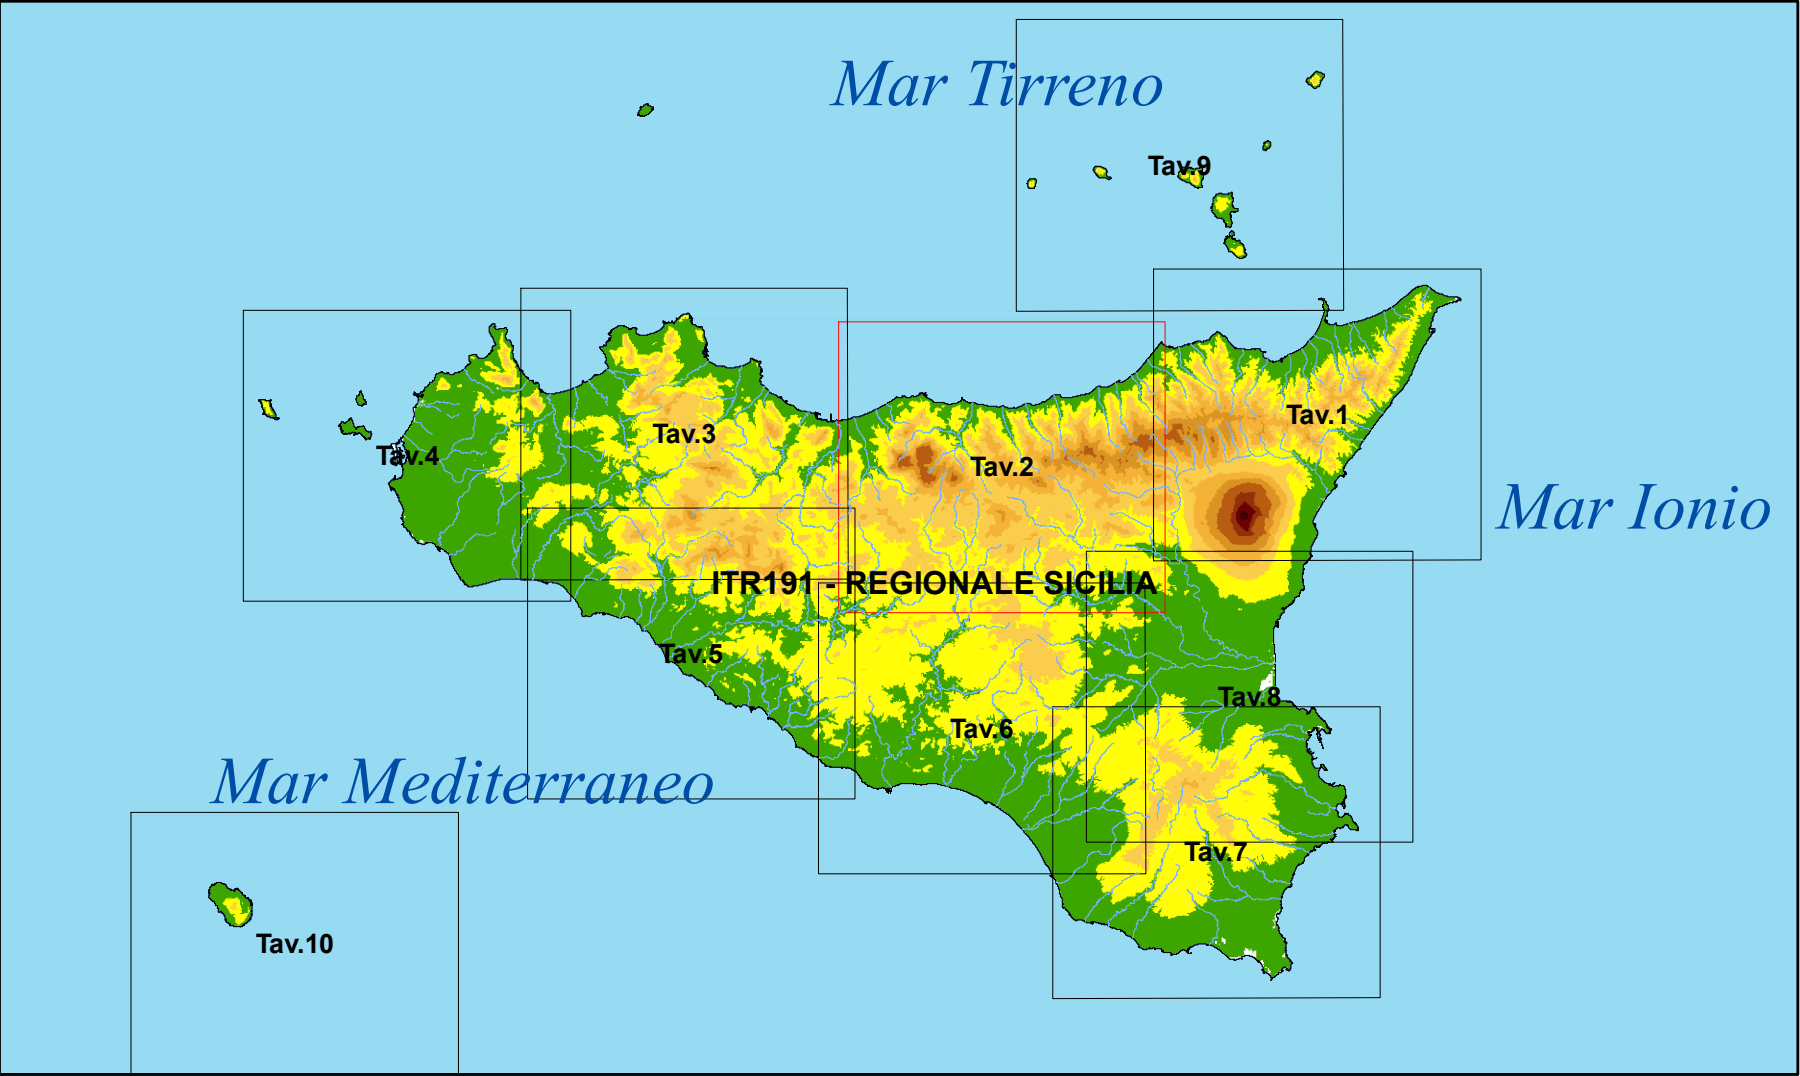 Mar Tirreno
Tav.9
Tav.1
Tav.3
Tav.4
Tav.2
Mar Ionio
ITR191 - REGIONALE SICILIA
Tav.5
Tav.8
Tav.6
Mar Mediterraneo
Tav.7
Tav.10